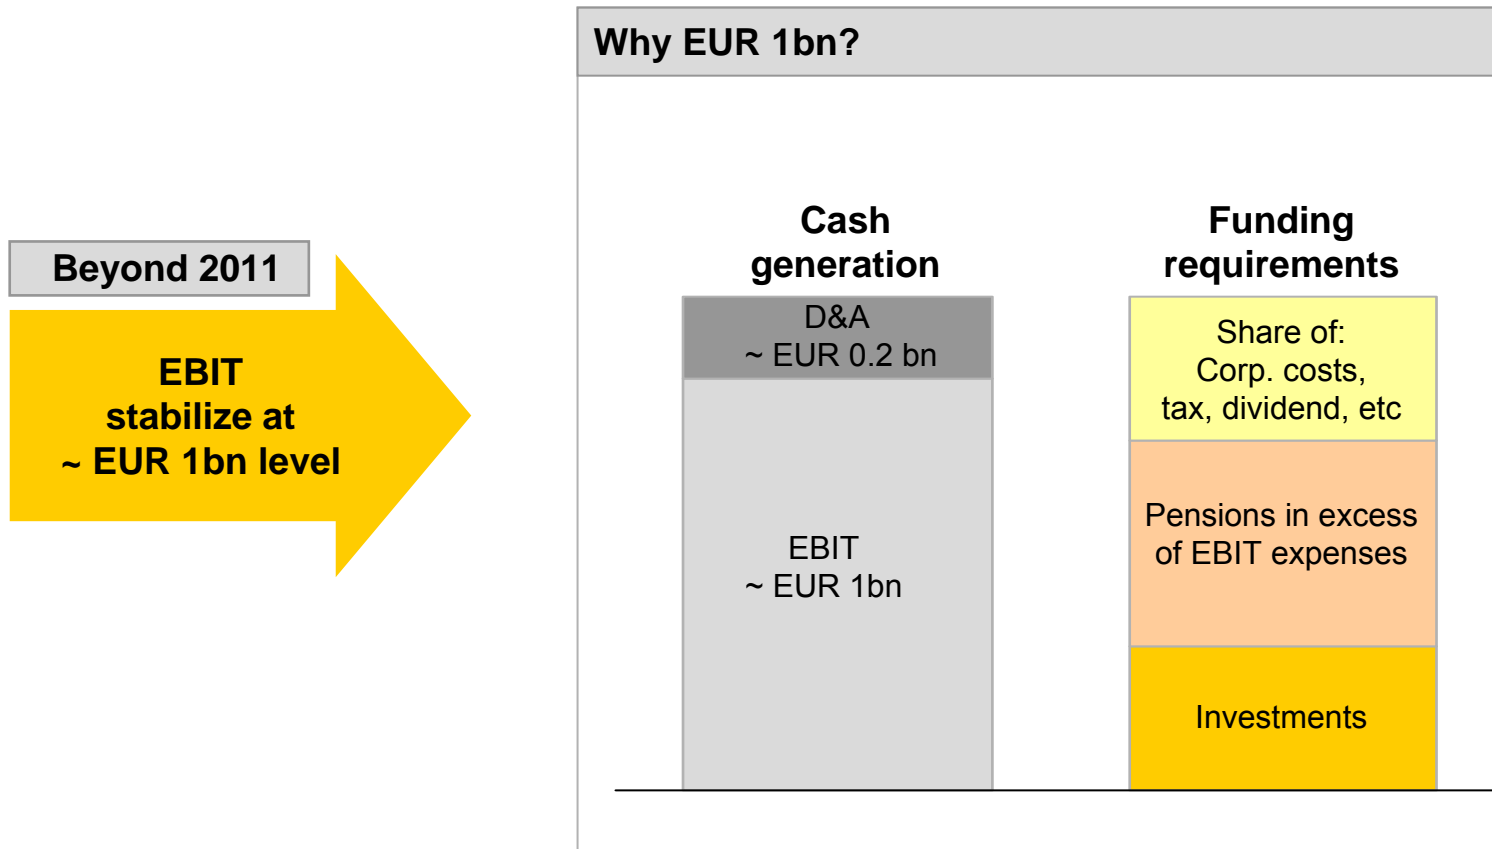 Why EUR 1bn?
Beyond 2011
EBIT
stabilize at
~ EUR 1bn level
Cash
generation
D&A
~ EUR 0.2 bn
EBIT
~ EUR 1bn
Funding
requirements
Share of:
Corp. costs,
tax, dividend, etc
Pensions in excess
of EBIT expenses
Investments